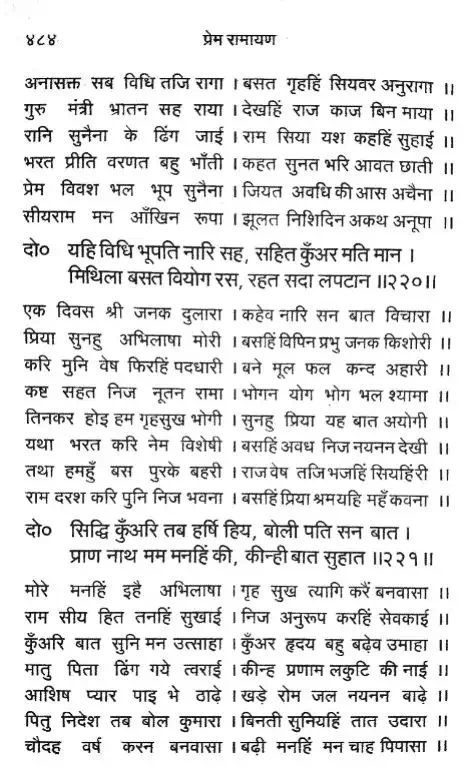 ४८४ प्रेम रामायण
अनासक्त सब विधि तजि रागा । बसत गृहहिं सियवर अनुरागा ॥
गुरु मंत्री भ्रातन सह राया । देखहिं राज काज बिन माया ॥
रानि सुनैना के ढिंग जाई । राम सिया यश कहहिं सुहाई ॥
भरत प्रीति वरणत बहु भाँती । कहत सुनत भरि आवत छाती ॥
प्रेम विवश भल भूप सुनैना । जियत अवधि की आस अचैना ॥
सीयराम मन आँखिन रूपा । झूलत निशिदिन अकथ अनूपा ॥
दो० यहि विधि भूपति नारि सह, सहित कुँअर मति मान ।
मिथिला बसत वियोग रस, रहत सदा लपटान ॥२२०॥
एक दिवस श्री जनक दुलारा । कहेव नारि सन बात विचारा ॥
प्रिया सुनहु अभिलाषा मोरी । बसहिं विपिन प्रभु जनक किशोरी ॥
करि मुनि वेष फिरहिं पदधारी । बने मूल फल कन्द अहारी ॥
कष्ट सहत निज नूतन रामा । भोगन योग भोग भल श्यामा ॥
तिनकर होइ हम गृहसुख भोगी । सुनहु प्रिया यह बात अयोगी ॥
यथा भरत करि नेम विशेषी । बसहिं अवध निज नयनन देखी ॥
तथा हमहुँ बस पुरके बहरी । राज वेष तजि भजहिं सियहिंरी ॥
राम दरश करि पुनि निज भवना । बसहिं प्रिया श्रमयहि महँ कवना ॥
दो० सिद्धि कुँअरि तब हर्षि हिय, बोली पति सन बात ।
प्राण नाथ मम मनहिं की, कीन्ही बात सुहात ॥२२१॥
मोरे मनहिं इहै अभिलाषा । गृह सुख त्यागि करैं बनवासा ॥
राम सीय हित तनहिं सुखाई । निज अनुरूप करहिं सेवकाई ॥
कुँअरि बात सुनि मन उत्साहा । कुँअर हृदय बहु बढ़ेव उमाहा ॥
मातु पिता ढिंग गये त्वराई । कीन्ह प्रणाम लकुटि की नाई ॥
आशिष प्यार पाइ भे ठाढ़े । खड़े रोम जल नयनन बाढ़े ॥
पितु निदेश तब बोल कुमारा । बिनती सुनियहिं तात उदारा ॥
चौदह वर्ष करन बनवासा । बढ़ी मनहिं मन चाह पिपासा ॥